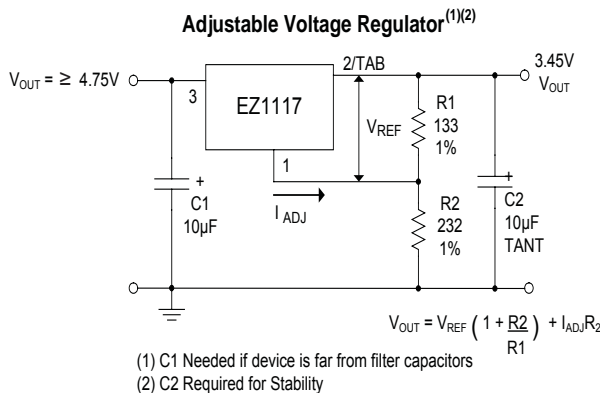 Adjustable Voltage Regulator(1)(2)
VOUT = ≥ 4.75V
3
EZ1117
2/TAB
3.45V
VOUT
1
VREF
R1
133
1%
IADJ
+
C1
10µF
R2
232
1%
+
C2
10µF
TANT
VOUT = VREF ( 1 + R2/R1 ) + IADJR2
(1) C1 Needed if device is far from filter capacitors
(2) C2 Required for Stability